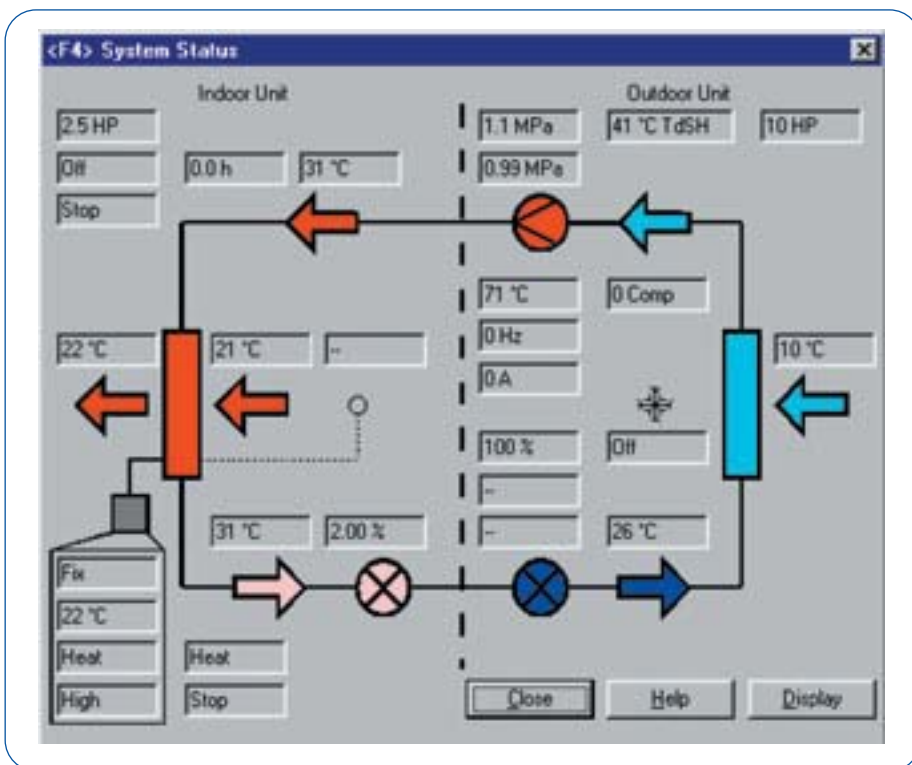 <F4> System Status
Indoor Unit
Outdoor Unit
2.5 HP
1.1 MPa
41 °C TdSH
10 HP
Off
0.0 h
31 °C
0.99 MPa
Stop
71 °C
0 Comp
0 Hz
22 °C
21 °C
--
10 °C
0 A
100 %
Off
--
31 °C
2.00 %
--
26 °C
Fix
22 °C
Heat
Heat
High
Stop
Close
Help
Display